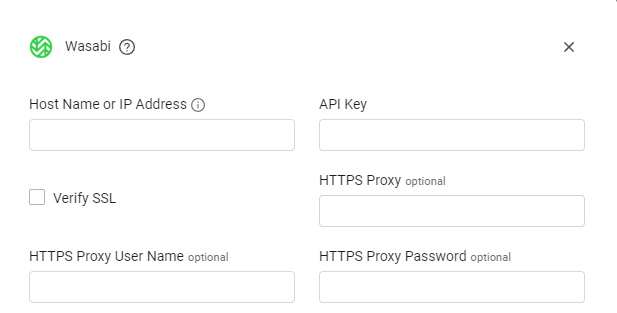 Wasabi
Host Name or IP Address
API Key
Verify SSL
HTTPS Proxy optional
HTTPS Proxy User Name optional
HTTPS Proxy Password optional